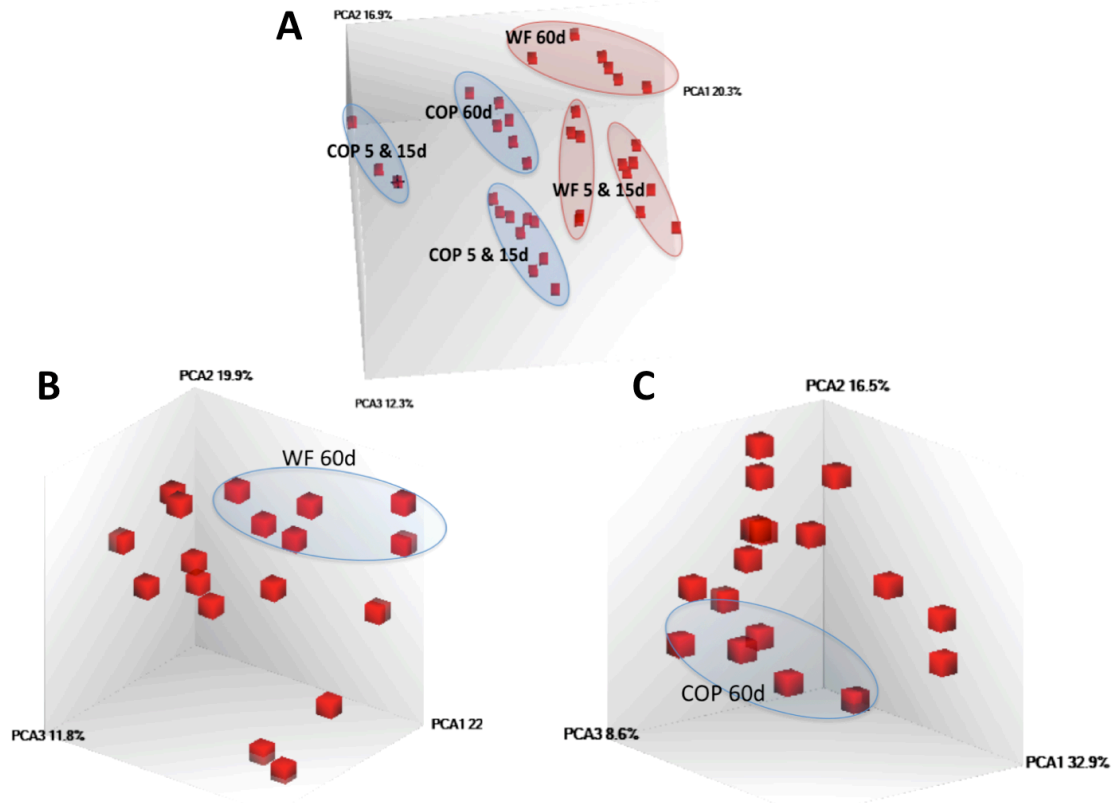 A
PCA2 16.9%
WF 60d
PCA1 20.3%
COP 60d
COP 5 & 15d
WF 5 & 15d
COP 5 & 15d
PCA3 12.3%
B
PCA2 19.9%
WF 60d
PCA3 11.8%
PCA1 22
C
PCA2 16.5%
COP 60d
PCA3 8.6%
PCA1 32.9%